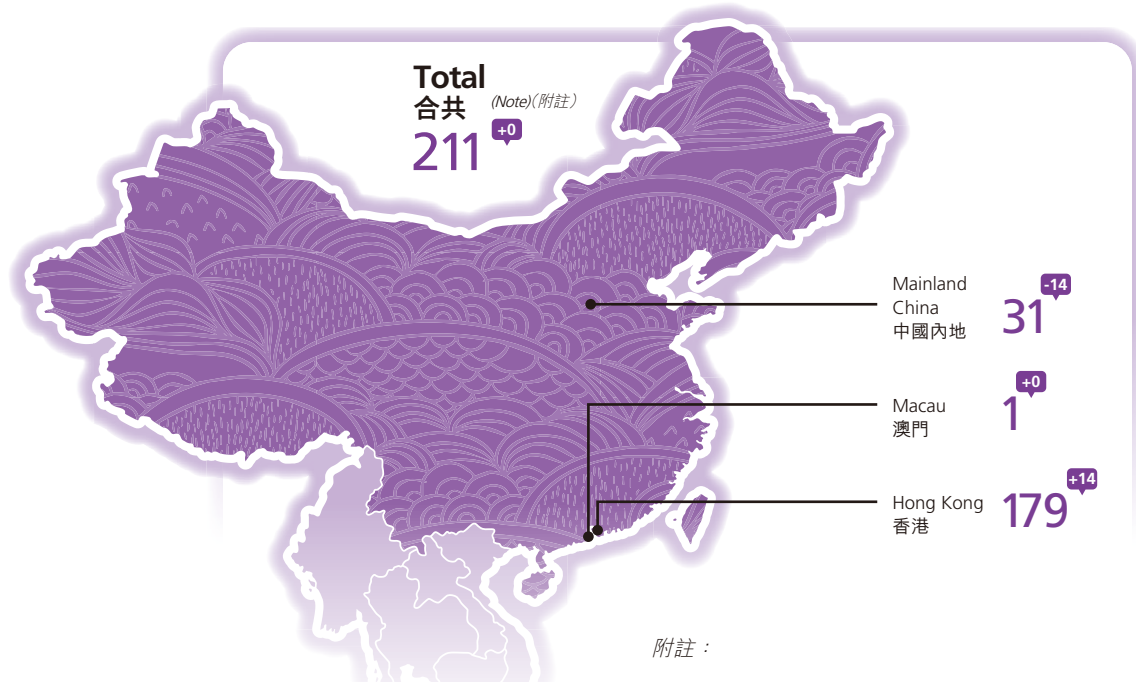 Total
合共 (Note)(附註)
211 +0
Mainland
China
中國內地
31 -14
Macau
澳門
1 +0
Hong Kong
香港
179 +14
附註: